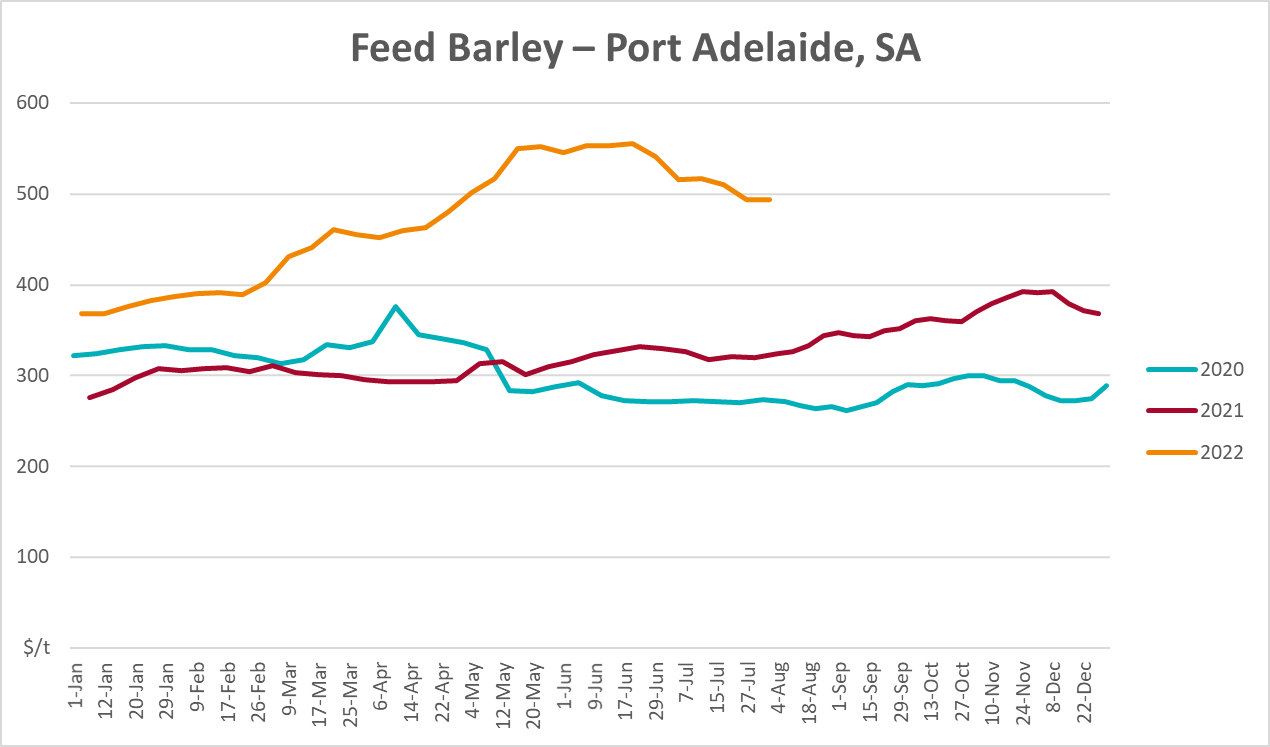 Feed Barley – Port Adelaide, SA
600
500
400
300
200
100
$/t
1-Jan
12-Jan
20-Jan
29-Jan
9-Feb
17-Feb
26-Feb
9-Mar
17-Mar
25-Mar
6-Apr
14-Apr
22-Apr
4-May
12-May
20-May
1-Jun
9-Jun
17-Jun
29-Jun
7-Jul
15-Jul
27-Jul
4-Aug
18-Aug
1-Sep
15-Sep
29-Sep
13-Oct
27-Oct
10-Nov
24-Nov
8-Dec
22-Dec
2020
2021
2022